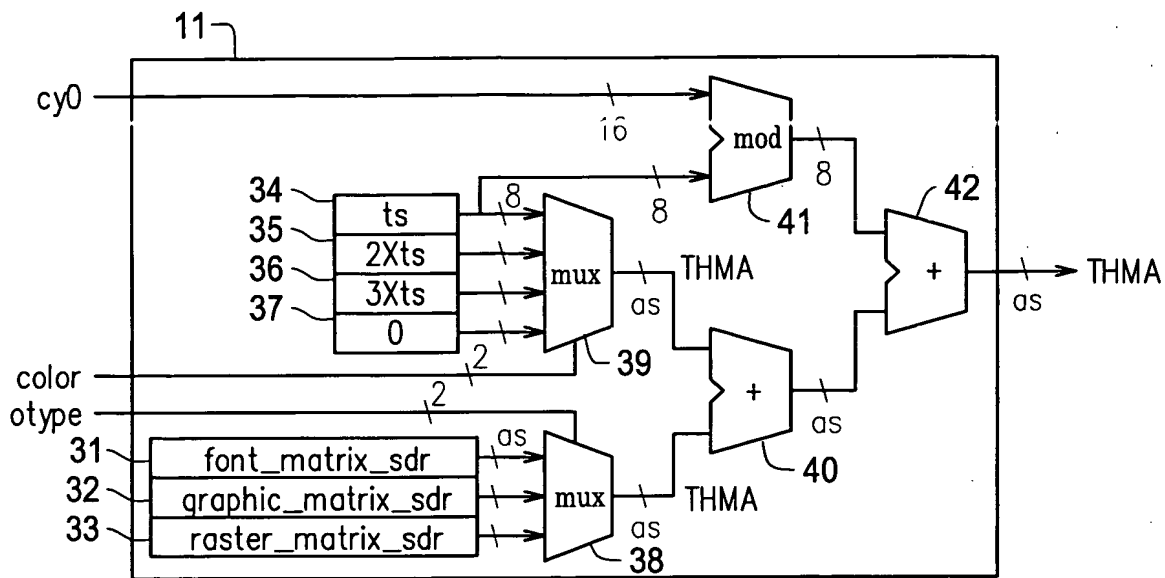 11
cy0
16
mod
8
42
34
ts
8
8
41
35
2Xts
36
3Xts
mux
THMA
as
+
THMA
as
37
0
2
39
color
2
otype
2
+
as
31
font_matrix_sdr
as
40
32
graphic_matrix_sdr
mux
THMA
as
33
raster_matrix_sdr
38